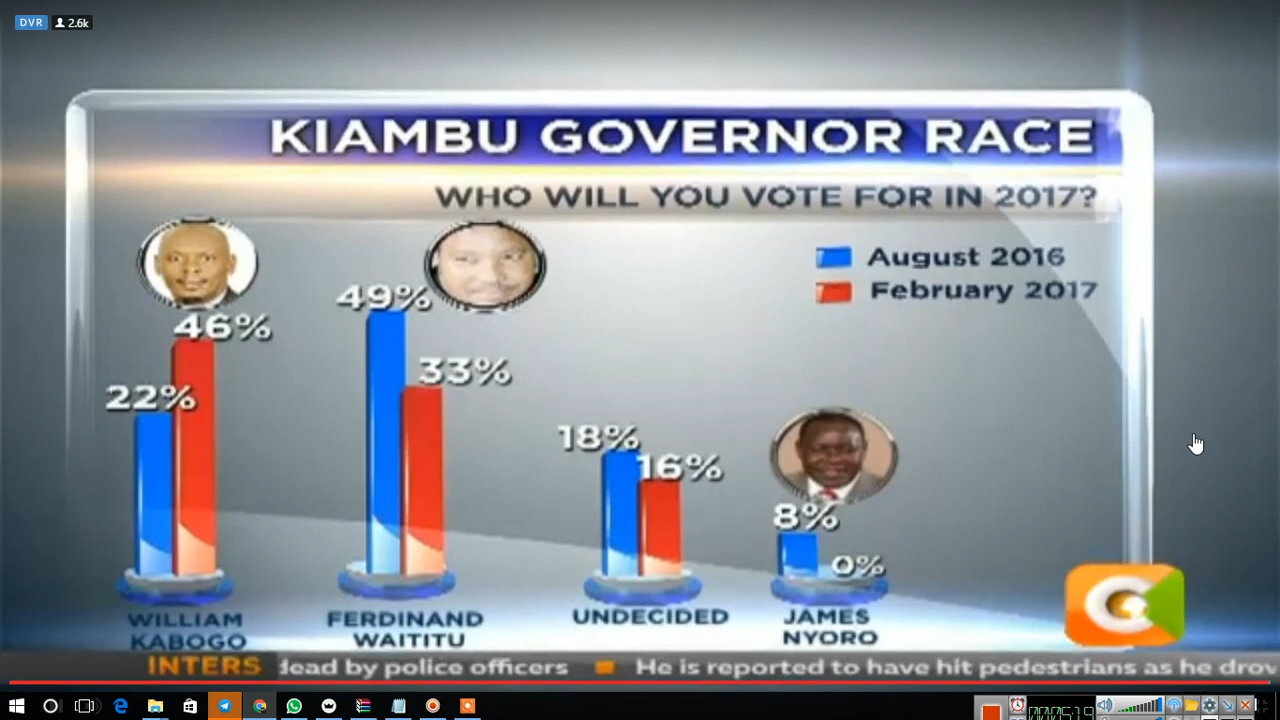 DVR 2.6k
KIAMBU GOVERNOR RACE
WHO WILL YOU VOTE FOR IN 2017?
August 2016
February 2017
49%
46%
33%
22%
18%
16%
8%
0%
WILLIAM KABOGO
FERDINAND WAITITU
UNDECIDED
JAMES NYORO
INTERS dead by police officers He is reported to have hit pedestrians as he drov